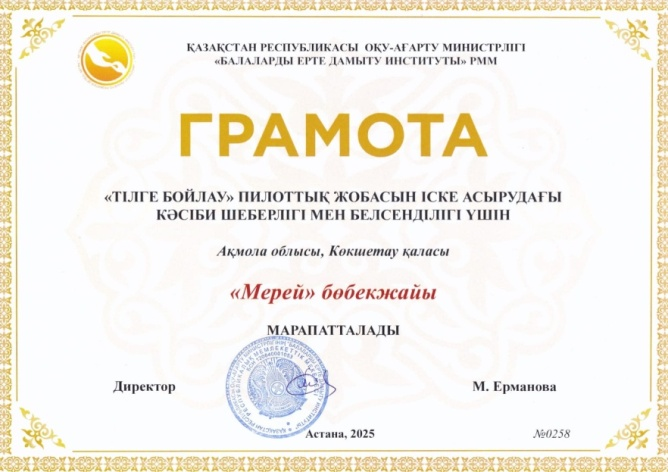 ҚАЗАҚСТАН РЕСПУБЛИКАСЫ ОҚУ-АҒАРТУ МИНИСТРЛІГІ
«БАЛАЛАРДЫ ЕРТЕ ДАМЫТУ ИНСТИТУТЫ» РММ
ГРАМОТА
«ТІЛГЕ БОЙЛАУ» ПИЛОТТЫҚ ЖОБАСЫН ІСКЕ АСЫРУДАҒЫ
КӘСІБИ ШЕБЕРЛІГІ МЕН БЕЛСЕНДІЛІГІ ҮШІН
Ақмола облысы, Көкшетау қаласы
«Мерей» бөбекжайы
МАРАПАТТАЛАДЫ
Директор
М. Ерманова
Астана, 2025
№0258